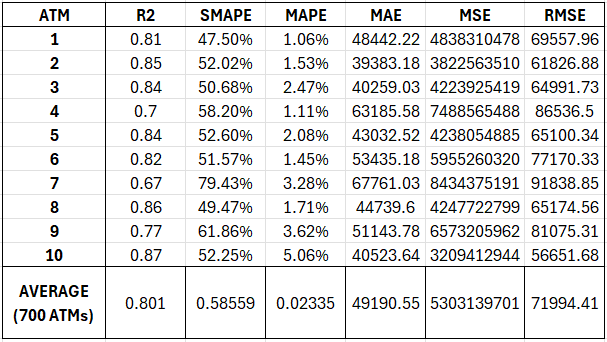 ATM R2 SMAPE MAPE MAE MSE RMSE
1 0.81 47.50% 1.06% 48442.22 4838310478 69557.96
2 0.85 52.02% 1.53% 39383.18 3822563510 61826.88
3 0.84 50.68% 2.47% 40259.03 4223925419 64991.73
4 0.7 58.20% 1.11% 63185.58 7488565488 86536.5
5 0.84 52.60% 2.08% 43032.52 4238054885 65100.34
6 0.82 51.57% 1.45% 53435.18 5955260320 77170.33
7 0.67 79.43% 3.28% 67761.03 8434375191 91838.85
8 0.86 49.47% 1.71% 44739.6 4247722799 65174.56
9 0.77 61.86% 3.62% 51143.78 6573205962 81075.31
10 0.87 52.25% 5.06% 40523.64 3209412944 56651.68
AVERAGE
(700 ATMs) 0.801 0.58559 0.02335 49190.55 5303139701 71994.41